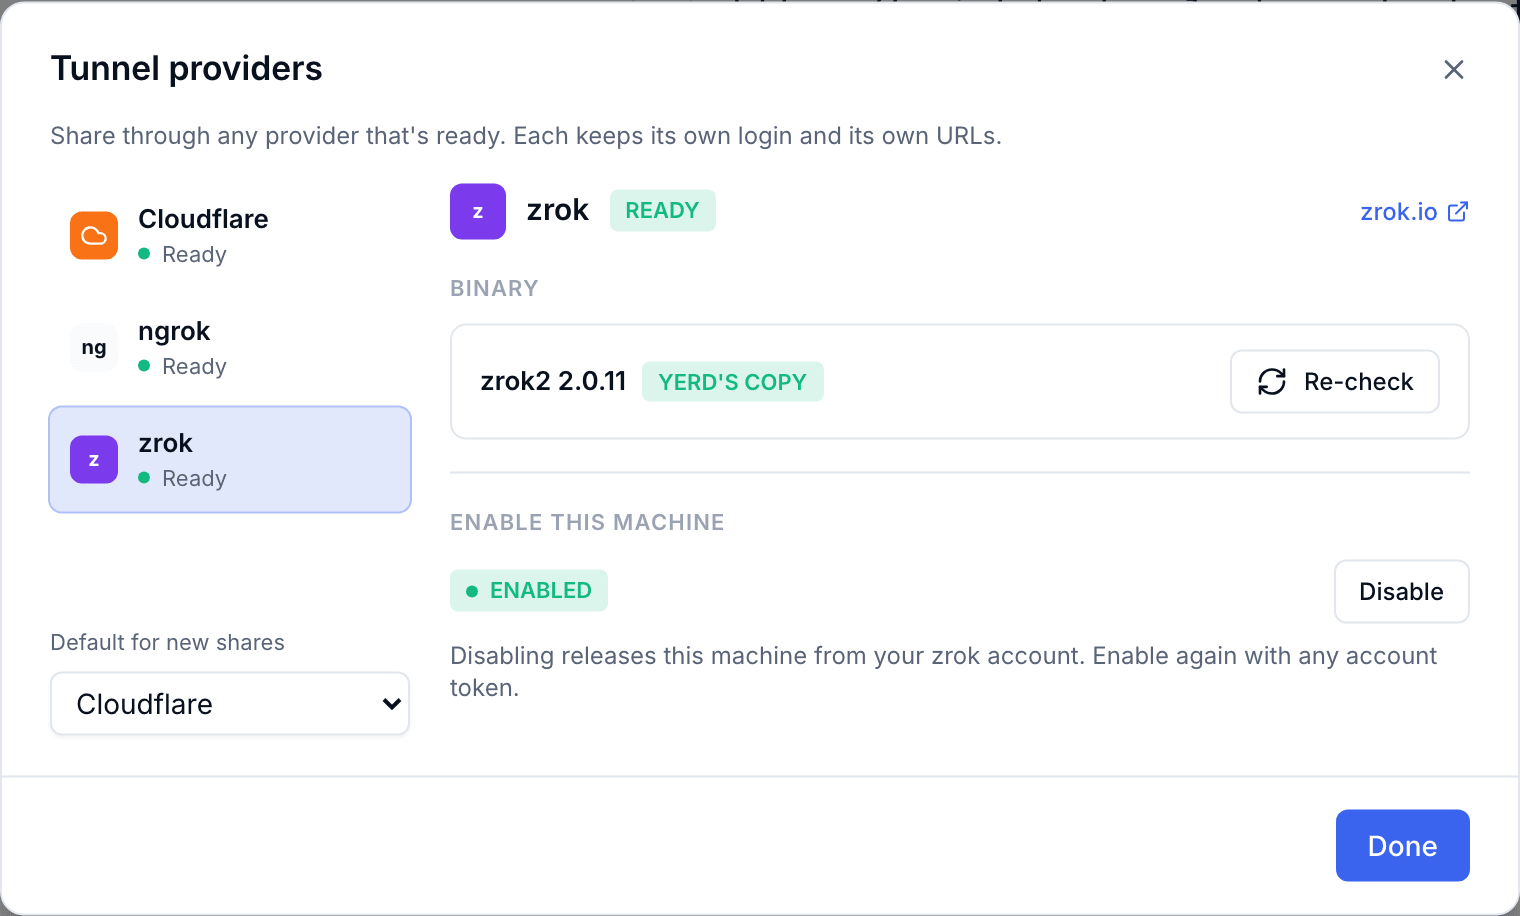 Tunnel providers
Share through any provider that's ready. Each keeps its own login and its own URLs.
Cloudflare
Ready
ng
ngrok
Ready
z
zrok
Ready
Default for new shares
Cloudflare
z
zrok
READY
zrok.io
BINARY
zrok2 2.0.11
YERD'S COPY
Re-check
ENABLE THIS MACHINE
ENABLED
Disable
Disabling releases this machine from your zrok account. Enable again with any account
token.
Done